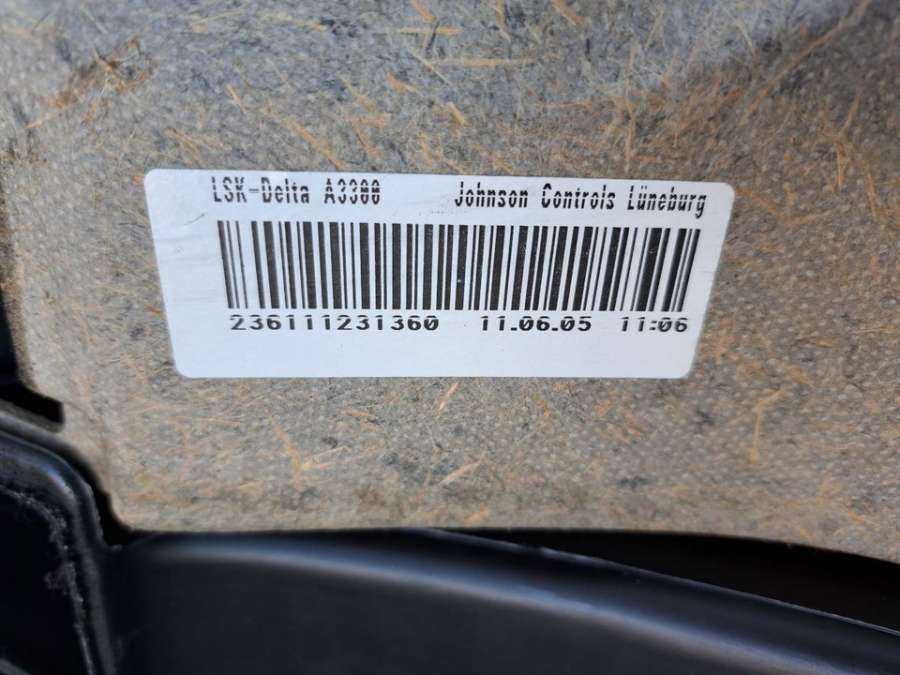 LSK-Delta A3300 Johnson Controls Lüneburg
236111231360 11.06.05 11:06